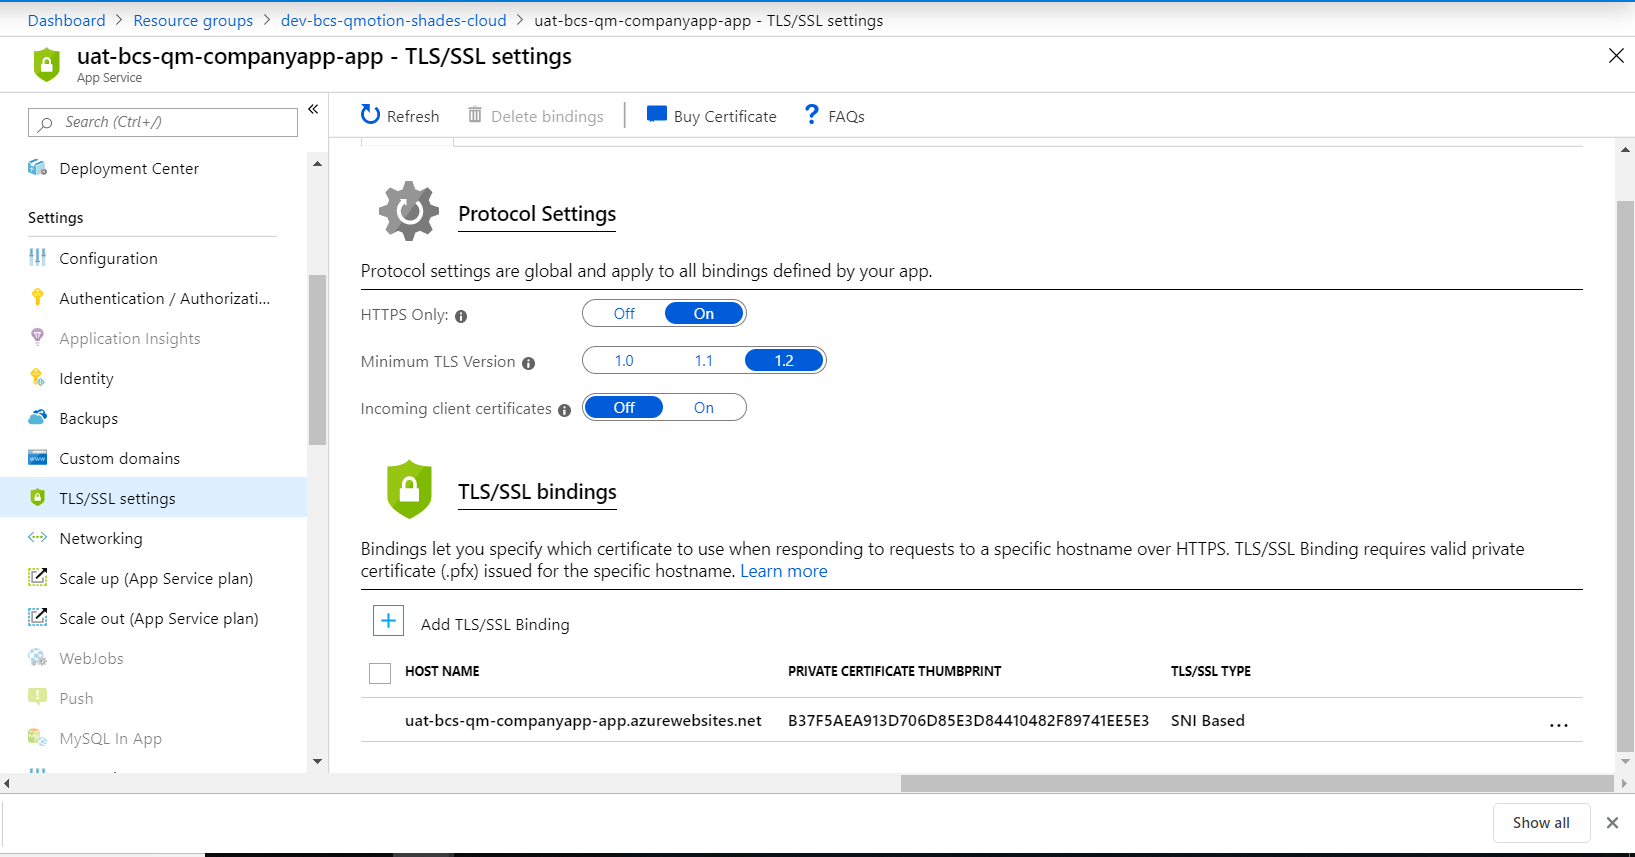 Dashboard > Resource groups > dev-bcs-qmotion-shades-cloud > uat-bcs-qm-companyapp-app - TLS/SSL settings
uat-bcs-qm-companyapp-app - TLS/SSL settings
App Service
Search (Ctrl+/)
«
Deployment Center
Settings
Configuration
Authentication / Authorizati...
Application Insights
Identity
Backups
Custom domains
TLS/SSL settings
Networking
Scale up (App Service plan)
Scale out (App Service plan)
WebJobs
Push
MySQL In App
Refresh Delete bindings Buy Certificate ? FAQs
Protocol Settings
Protocol settings are global and apply to all bindings defined by your app.
HTTPS Only: Off On
Minimum TLS Version 1.0 1.1 1.2
Incoming client certificates Off On
TLS/SSL bindings
Bindings let you specify which certificate to use when responding to requests to a specific hostname over HTTPS. TLS/SSL Binding requires valid private
certificate (.pfx) issued for the specific hostname. Learn more
+ Add TLS/SSL Binding
HOST NAME PRIVATE CERTIFICATE THUMBPRINT TLS/SSL TYPE
uat-bcs-qm-companyapp-app.azurewebsites.net B37F5AEA913D706D85E3D84410482F89741EE5E3 SNI Based ...
Show all